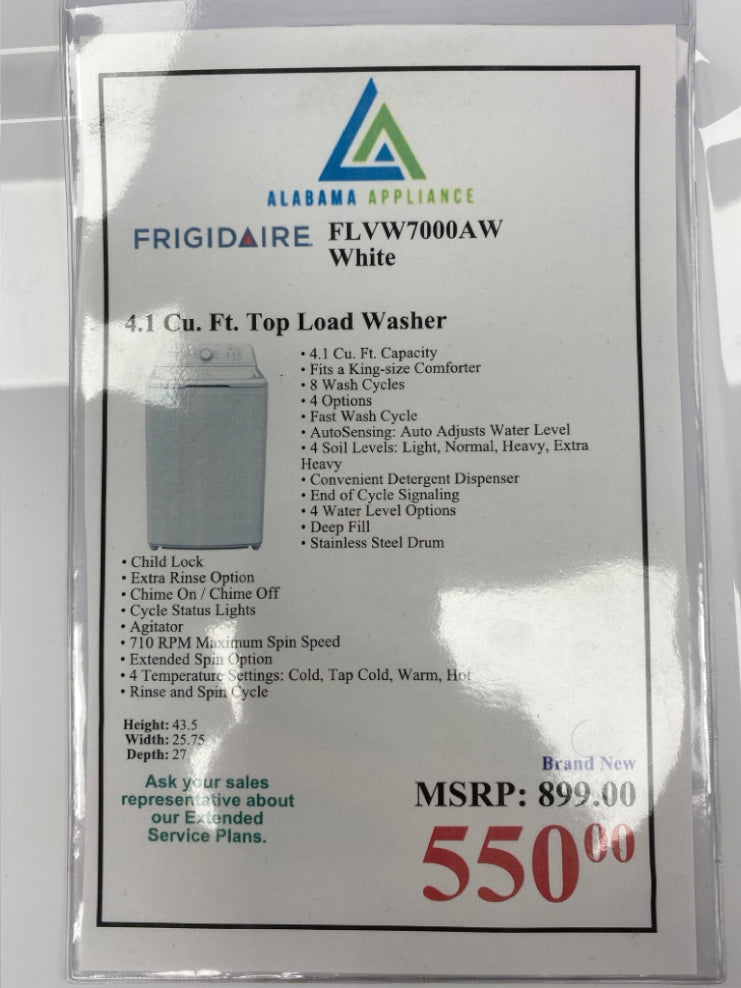 ALABAMA APPLIANCE
FRIGIDAIRE FLVW7000AW
White
4.1 Cu. Ft. Top Load Washer
• 4.1 Cu. Ft. Capacity
• Fits a King-size Comforter
• 8 Wash Cycles
• 4 Options
• Fast Wash Cycle
• AutoSensing: Auto Adjusts Water Level
• 4 Soil Levels: Light, Normal, Heavy, Extra
Heavy
• Convenient Detergent Dispenser
• End of Cycle Signaling
• 4 Water Level Options
• Deep Fill
• Stainless Steel Drum
• Child Lock
• Extra Rinse Option
• Chime On / Chime Off
• Cycle Status Lights
• Agitator
• 710 RPM Maximum Spin Speed
• Extended Spin Option
• 4 Temperature Settings: Cold, Tap Cold, Warm, Hot
• Rinse and Spin Cycle
Height: 43.5
Width: 25.75
Depth: 27
Ask your sales
representative about
our Extended
Service Plans.
Brand New
MSRP: 899.00
55000